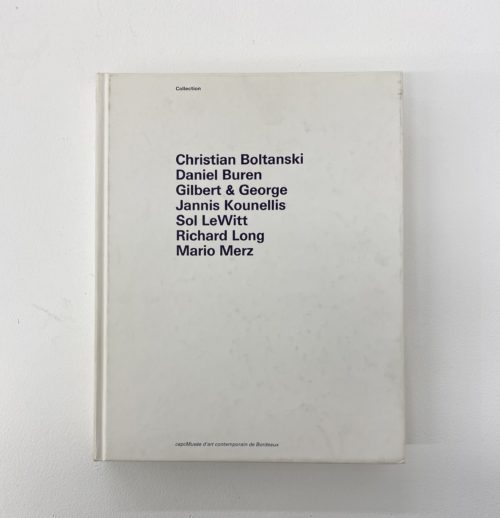 Collection
Christian Boltanski
Daniel Buren
Gilbert & George
Jannis Kounellis
Sol LeWitt
Richard Long
Mario Merz
capcMusée d'art contemporain de Bordeaux